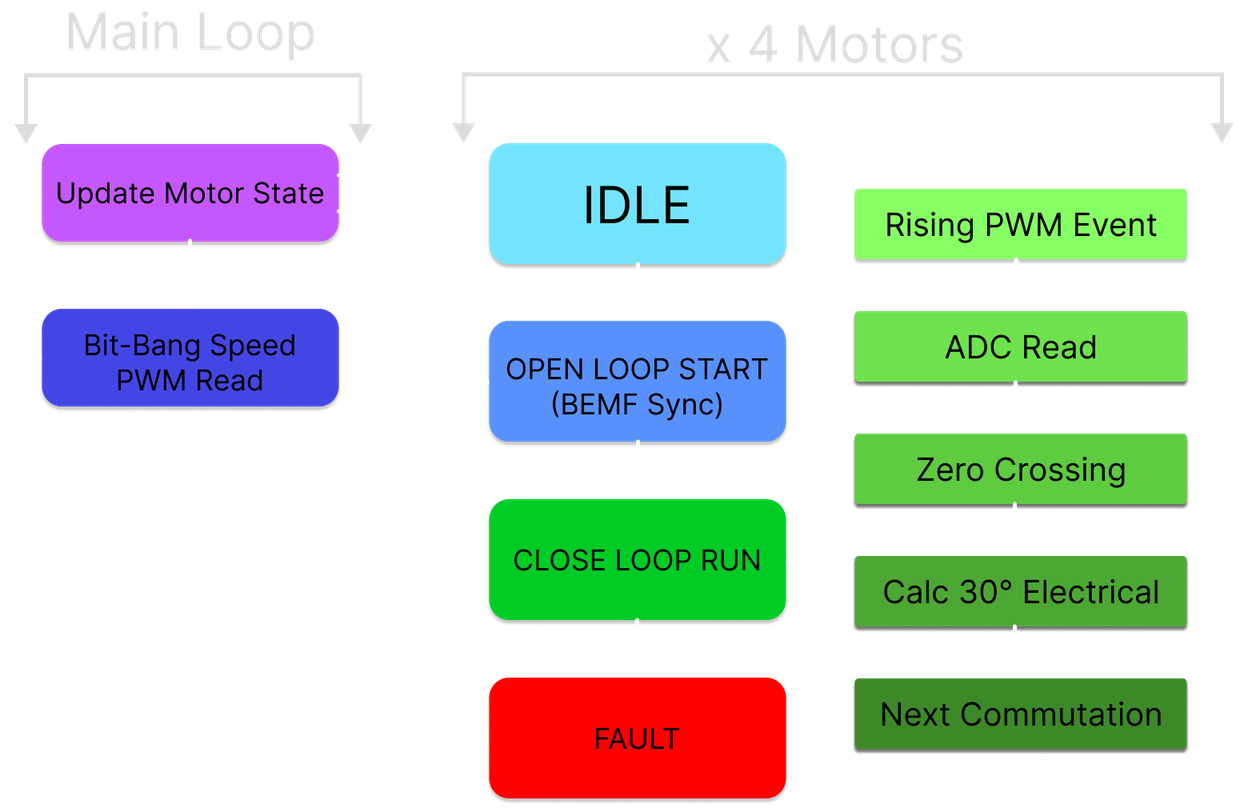 Main Loop
x 4 Motors
Update Motor State
Bit-Bang Speed
PWM Read
IDLE
OPEN LOOP START
(BEMF Sync)
CLOSE LOOP RUN
FAULT
Rising PWM Event
ADC Read
Zero Crossing
Calc 30° Electrical
Next Commutation